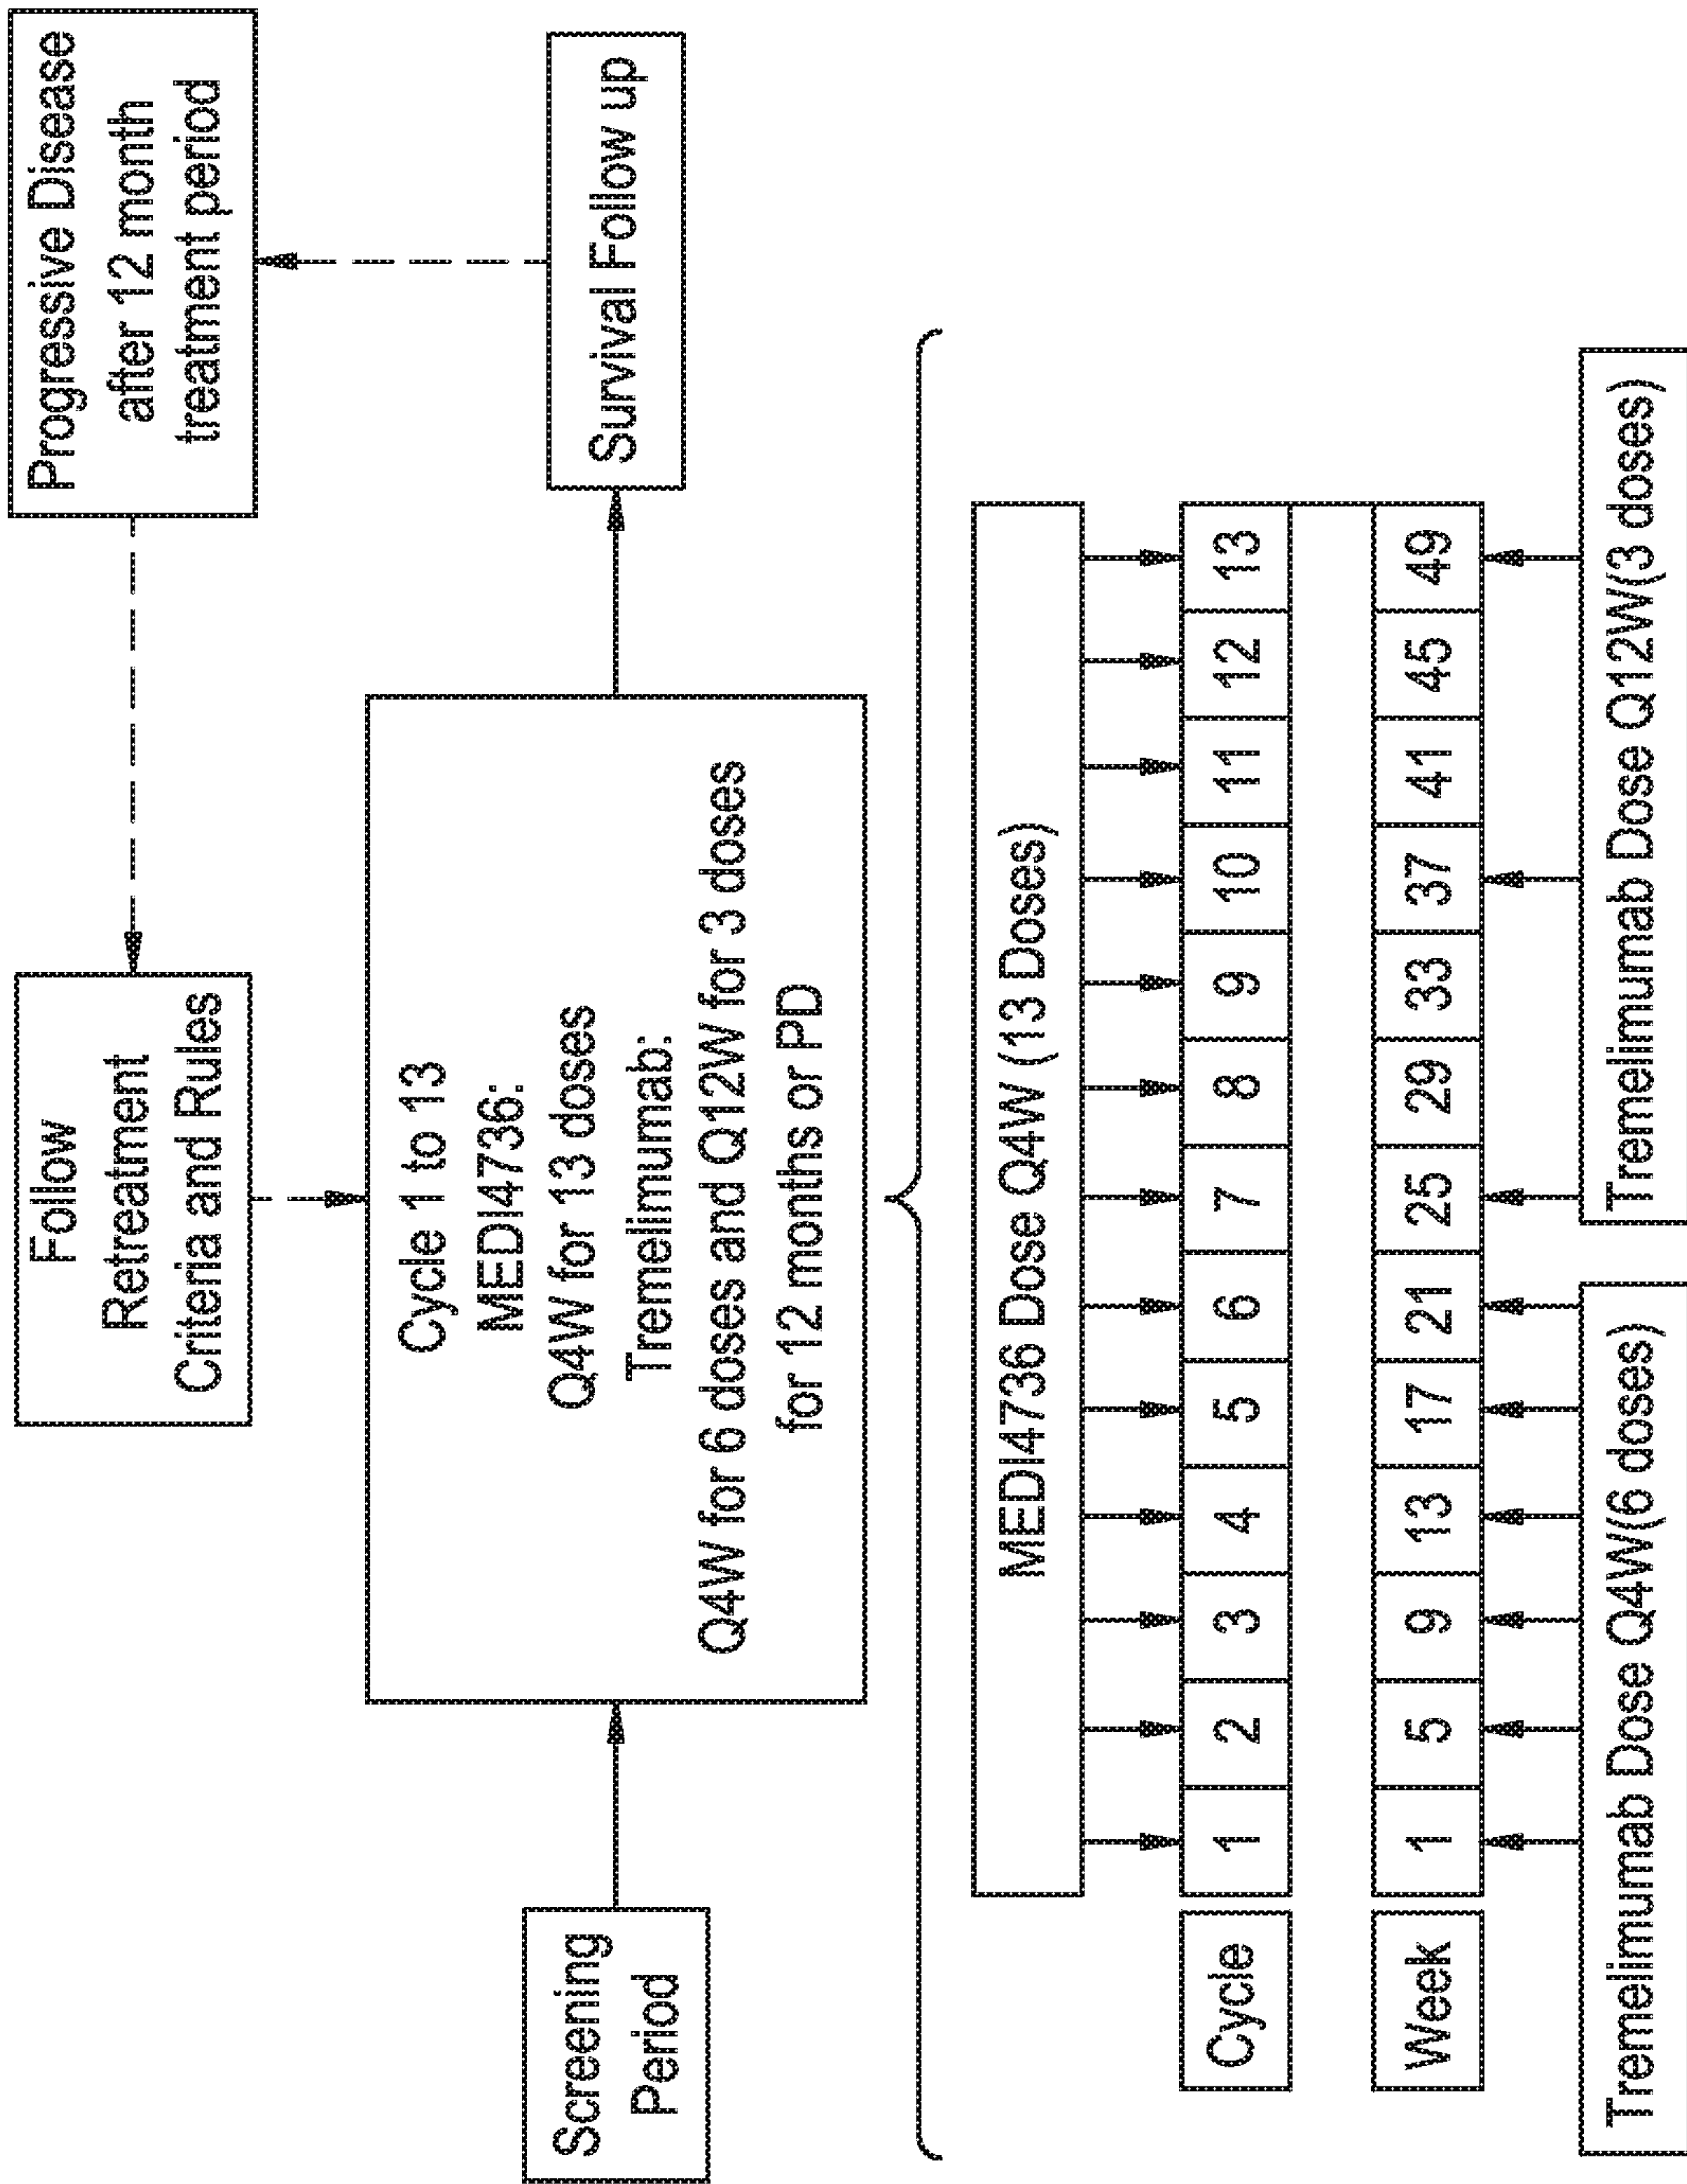 Follow
Retreatment
Criteria and Rules
Progressive Disease
after 12 month
treatment period
Screening
Period
Cycle 1 to 13
MEDI4736:
Q4W for 13 doses
Tremelimumab:
Q4W for 6 doses and Q12W for 3 doses
for 12 months or PD
Survival Follow up
MEDI4736 Dose Q4W (13 Doses)
Cycle 1 2 3 4 5 6 7 8 9 10 11 12 13
Week 1 5 9 13 17 21 25 29 33 37 41 45 49
Tremelimumab Dose Q4W(6 doses)
Tremelimumab Dose Q12W(3 doses)